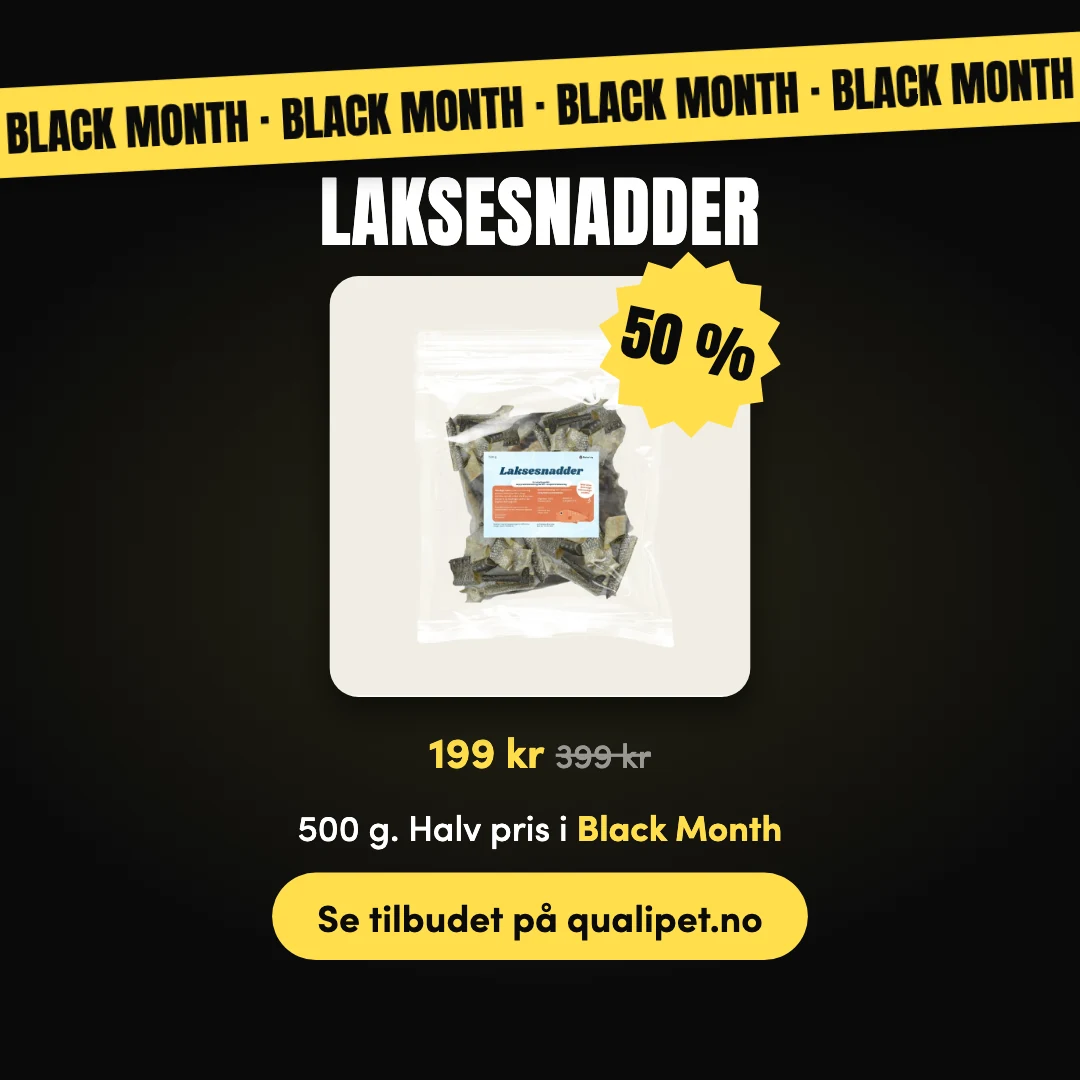 BLACK MONTH · BLACK MONTH · BLACK MONTH · BLACK MONTH
LAKSESNADDER
50 %
Laksesnadder
199 kr 399 kr
500 g. Halv pris i Black Month
Se tilbudet på qualipet.no